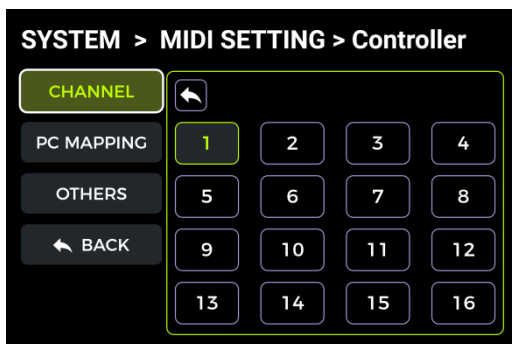 SYSTEM > MIDI SETTING > Controller
CHANNEL
PC MAPPING
OTHERS
BACK
1 2 3 4
5 6 7 8
9 10 11 12
13 14 15 16